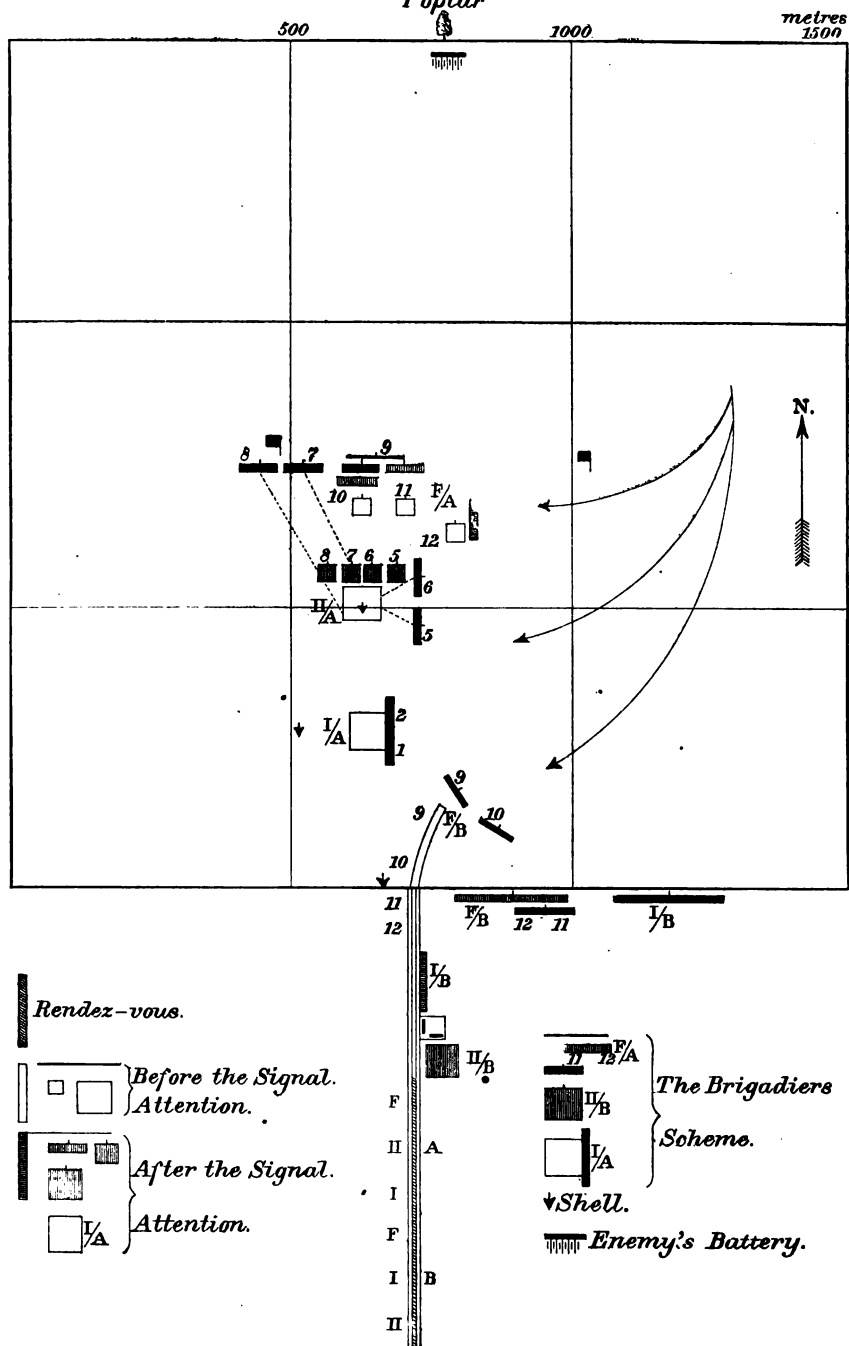 Poplar
500 1000 metres
1500
N.
8 7 9
10 11 F/A
12
8 7 6 5
6
II/A
5
I/A 2
1
9
9 F/B 10
10
11 F/B 12 11 I/B
12
I/B
Rendez-vous.
II/B
Before the Signal.
Attention.
After the Signal.
I/A Attention.
F
II A
I
F
I B
II
11 12 F/A
II/B
I/A
The Brigadiers
Scheme.
Shell.
Enemy's Battery.